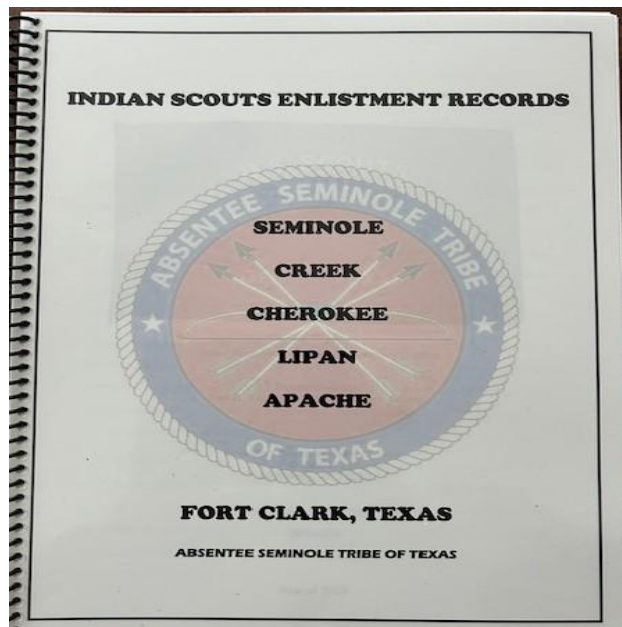 INDIAN SCOUTS ENLISTMENT RECORDS
ABSENTEE SEMINOLE TRIBE
SEMINOLE
CREEK
CHEROKEE
LIPAN
APACHE
OF TEXAS
FORT CLARK, TEXAS
ABSENTEE SEMINOLE TRIBE OF TEXAS